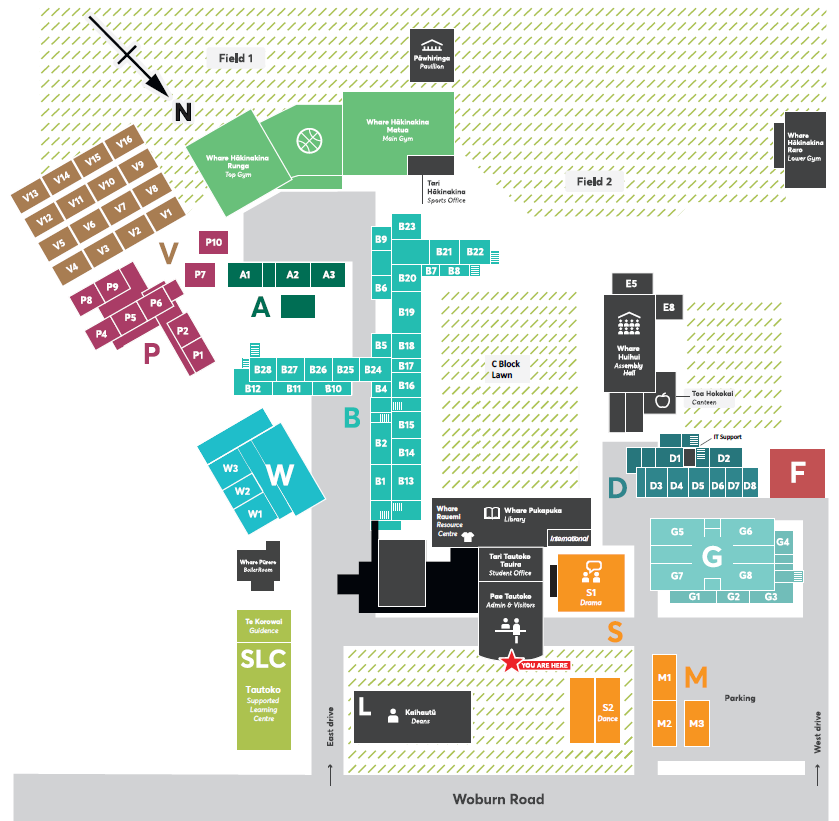 Field 1
N
Pāwhiringa
Pavilion
Whare Hākinakina
Matua
Main Gym
Whare Hākinakina
Runga
Top Gym
Tari
Hākinakina
Sports Office
Field 2
Whare
Hākinakina
Raro
Lower Gym
V16
V15
V14
V13
V9
V10
V11
V12
V8
V7
V6
V5
V1
V2
V3
V4
V
P10
P7
P9
P8
P6
P5
P4
P2
P1
P
A1
A2
A3
A
B23
B9
B21
B22
B7
B8
B20
B6
B19
B5
B18
B17
B28
B27
B26
B25
B24
B12
B11
B10
B4
B16
B
B15
B2
B14
B1
B13
C Block
Lawn
E5
E8
Whare
Huihui
Assembly
Hall
Toa Hokokai
Canteen
IT Support
D1
D2
D
D3
D4
D5
D6
D7
D8
F
W3
W2
W1
W
Whare Pūrere
Boiler Room
Whare
Rauemi
Resource
Centre
Whare Pukapuka
Library
International
Tari Tautoko
Tauira
Student Office
Pae Tautoko
Admin & Visitors
YOU ARE HERE
S1
Drama
S
G5
G6
G4
G
G7
G8
G1
G2
G3
Te Korowai
Guidance
SLC
Tautoko
Supported
Learning
Centre
L
Kaihautū
Deans
S2
Dance
M1
M
M2
M3
Parking
East drive
West drive
Woburn Road